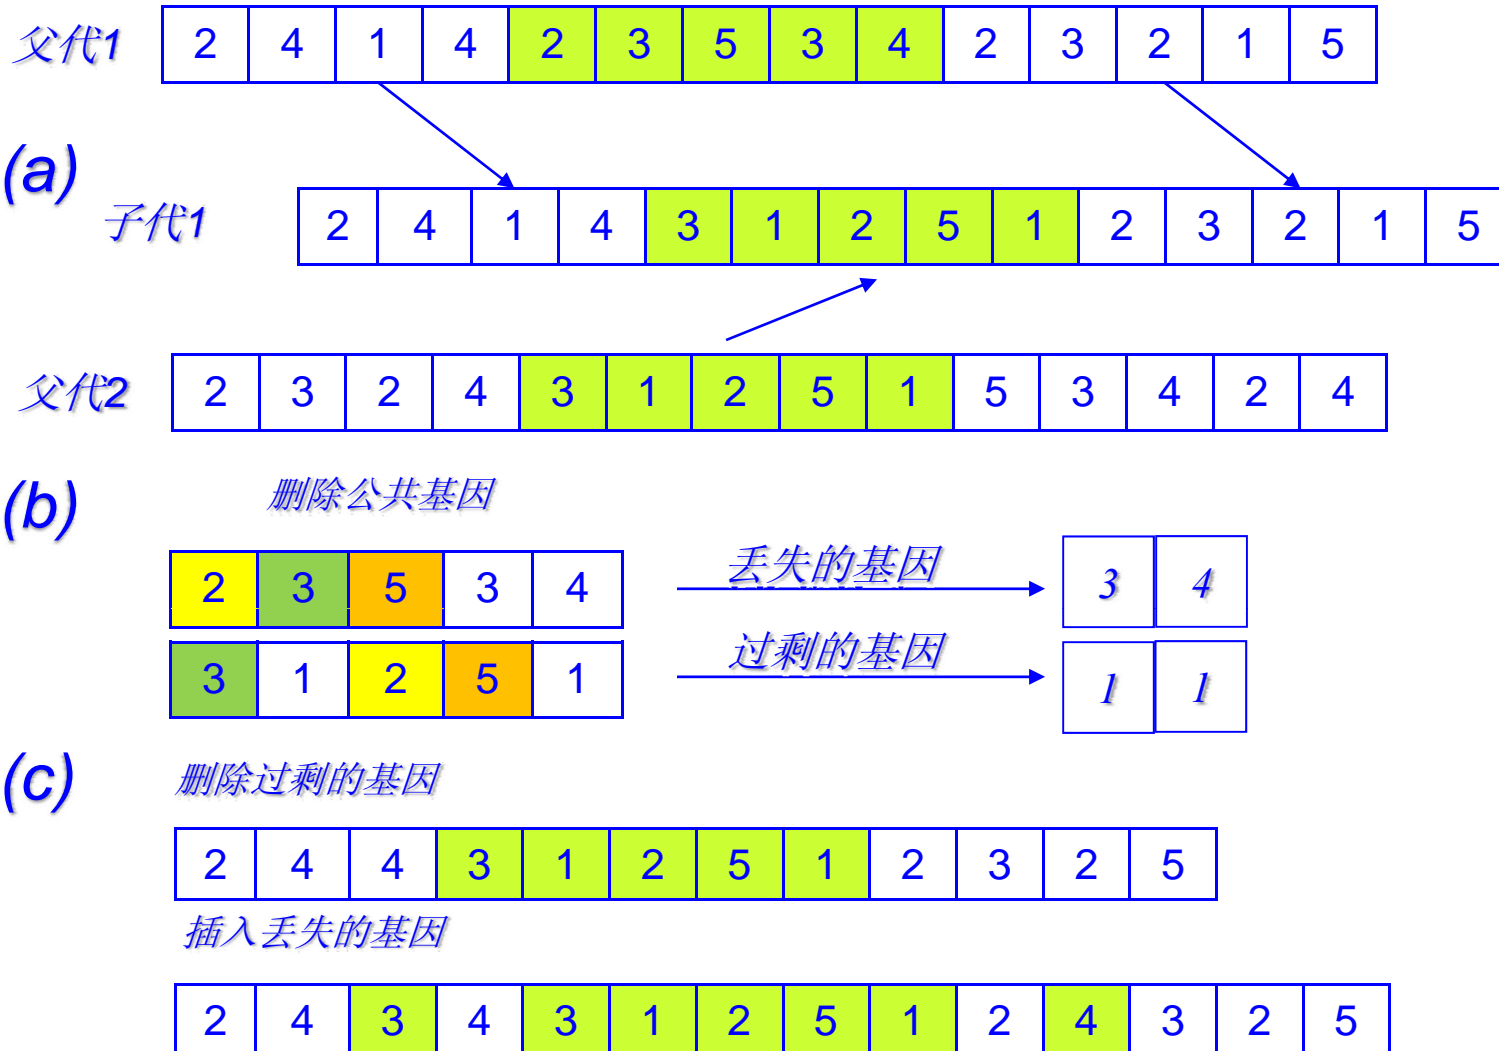 父代1 2 4 1 4 2 3 5 3 4 2 3 2 1 5
(a)
子代1 2 4 1 4 3 1 2 5 1 2 3 2 1 5
父代2 2 3 2 4 3 1 2 5 1 5 3 4 2 4
(b) 删除公共基因
2 3 5 3 4 丢失的基因 3 4
3 1 2 5 1 过剩的基因 1 1
(c) 删除过剩的基因
2 4 4 3 1 2 5 1 2 3 2 5
插入丢失的基因
2 4 3 4 3 1 2 5 1 2 4 3 2 5